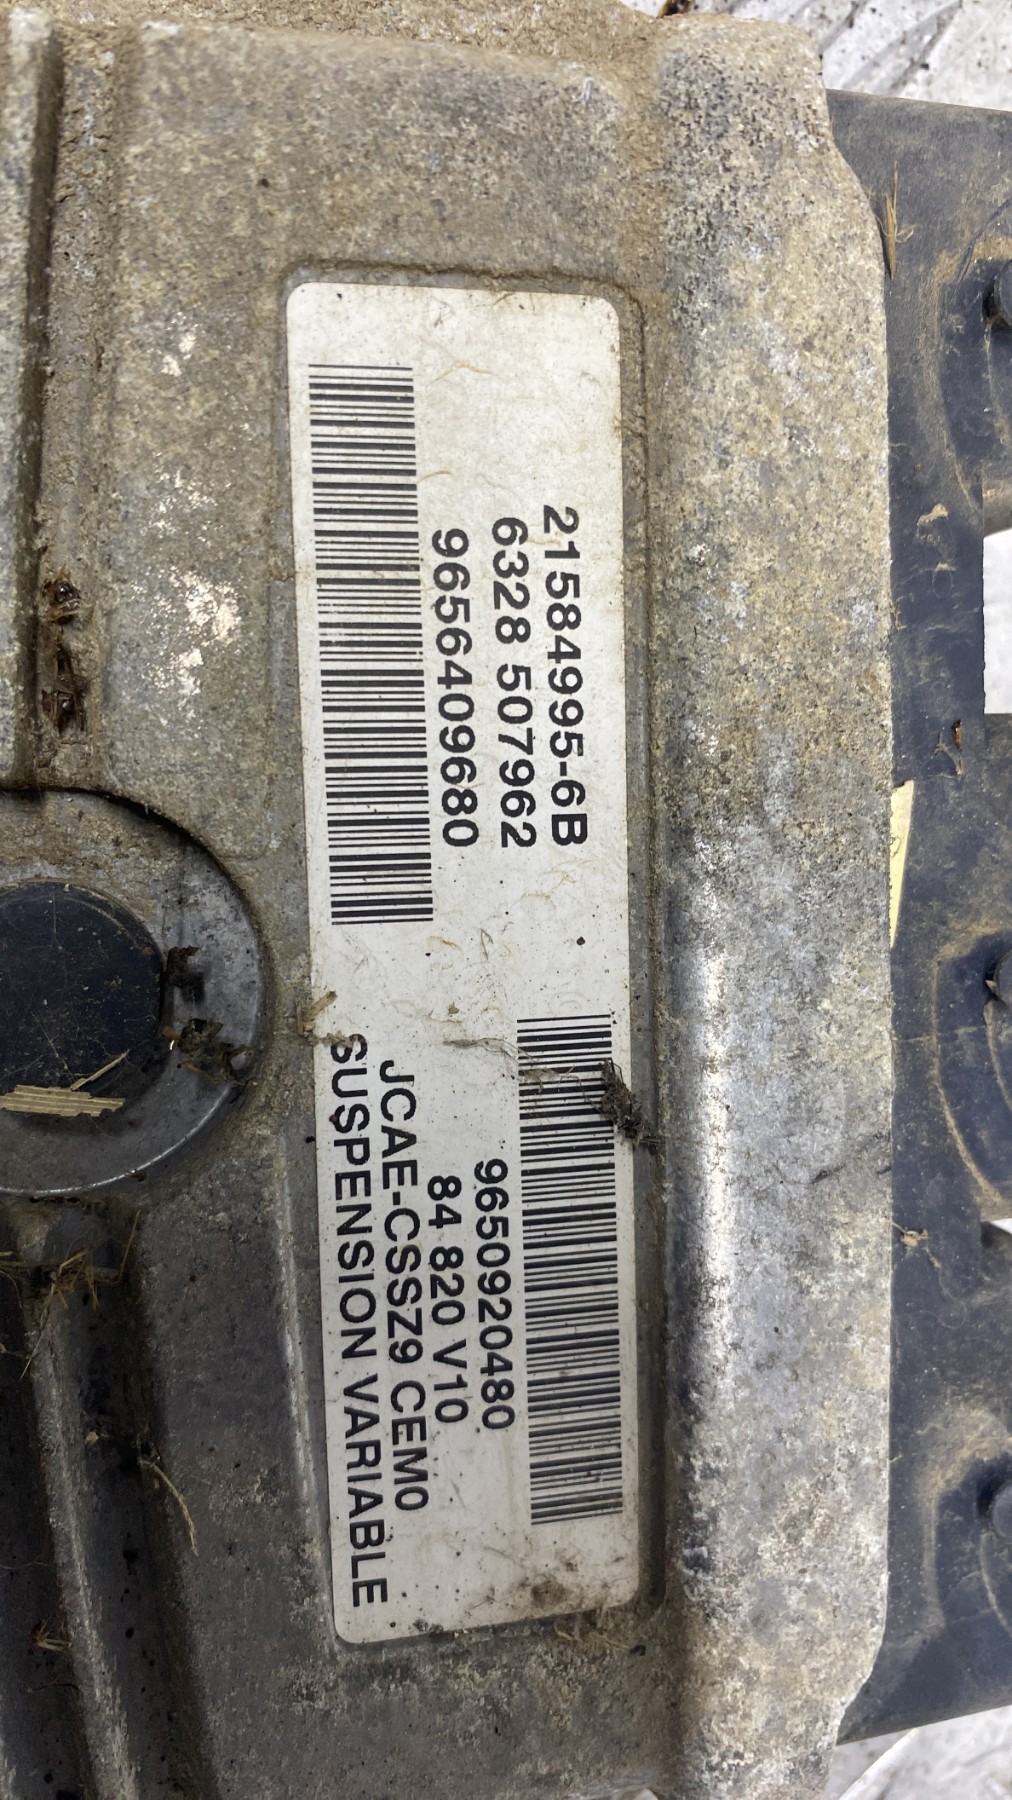 21584995-6B
6328 507962
9656409680
9650920480
84 820 V10
JCAE-CSSZ9 CEM0
SUSPENSION VARIABLE